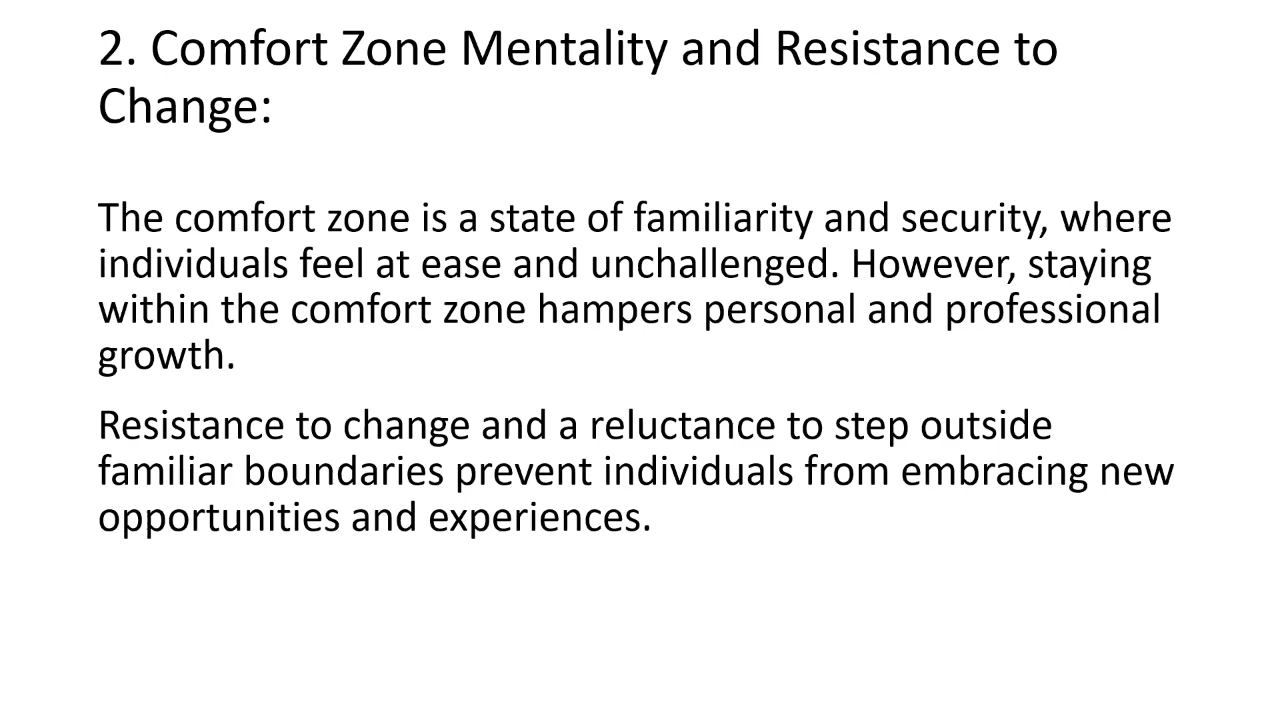 2. Comfort Zone Mentality and Resistance to
Change:
The comfort zone is a state of familiarity and security, where
individuals feel at ease and unchallenged. However, staying
within the comfort zone hampers personal and professional
growth.
Resistance to change and a reluctance to step outside
familiar boundaries prevent individuals from embracing new
opportunities and experiences.